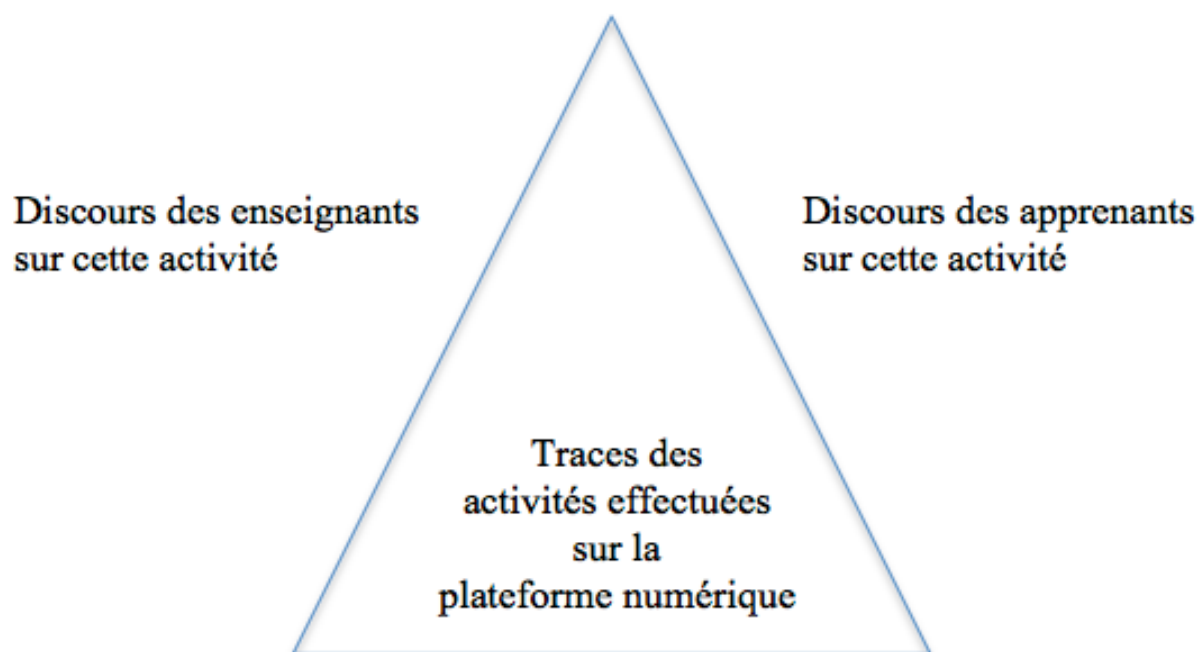 Discours des enseignants
sur cette activité
Discours des apprenants
sur cette activité
Traces des
activités effectuées
sur la
plateforme numérique